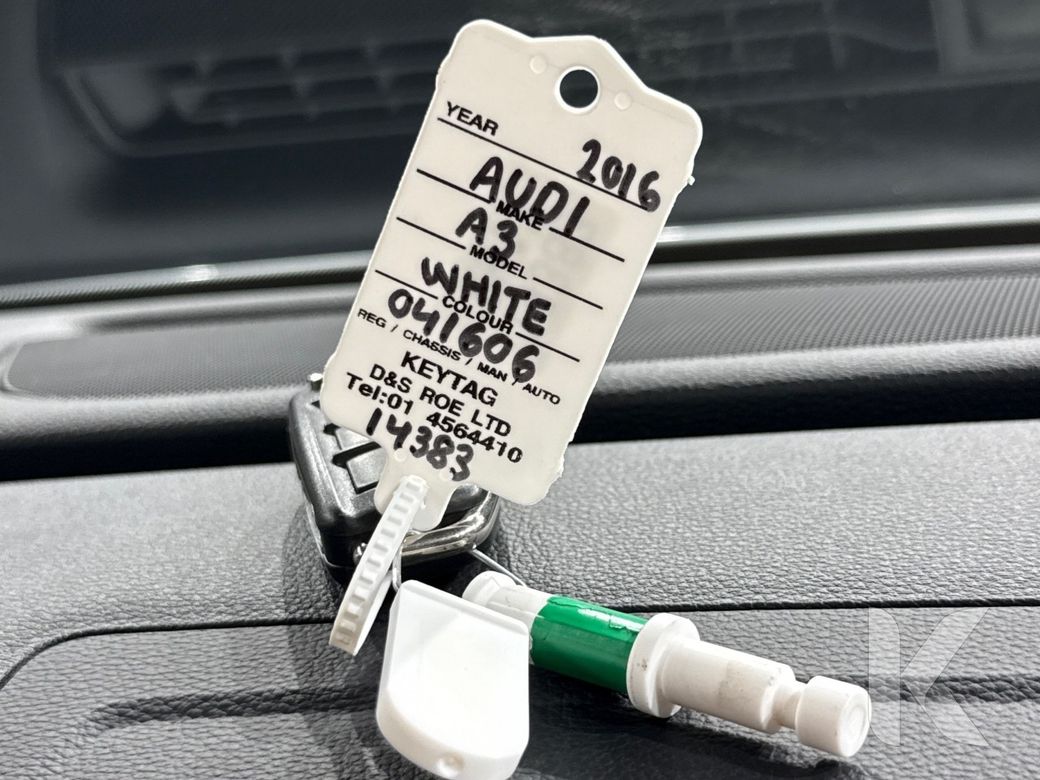 YEAR 2016
AUDI
MAKE
A3
MODEL
WHITE
COLOUR
041606
REG / CHASSIS / MAN / AUTO
KEYTAG
D&S ROE LTD
Tel:01 4564410
14383
K